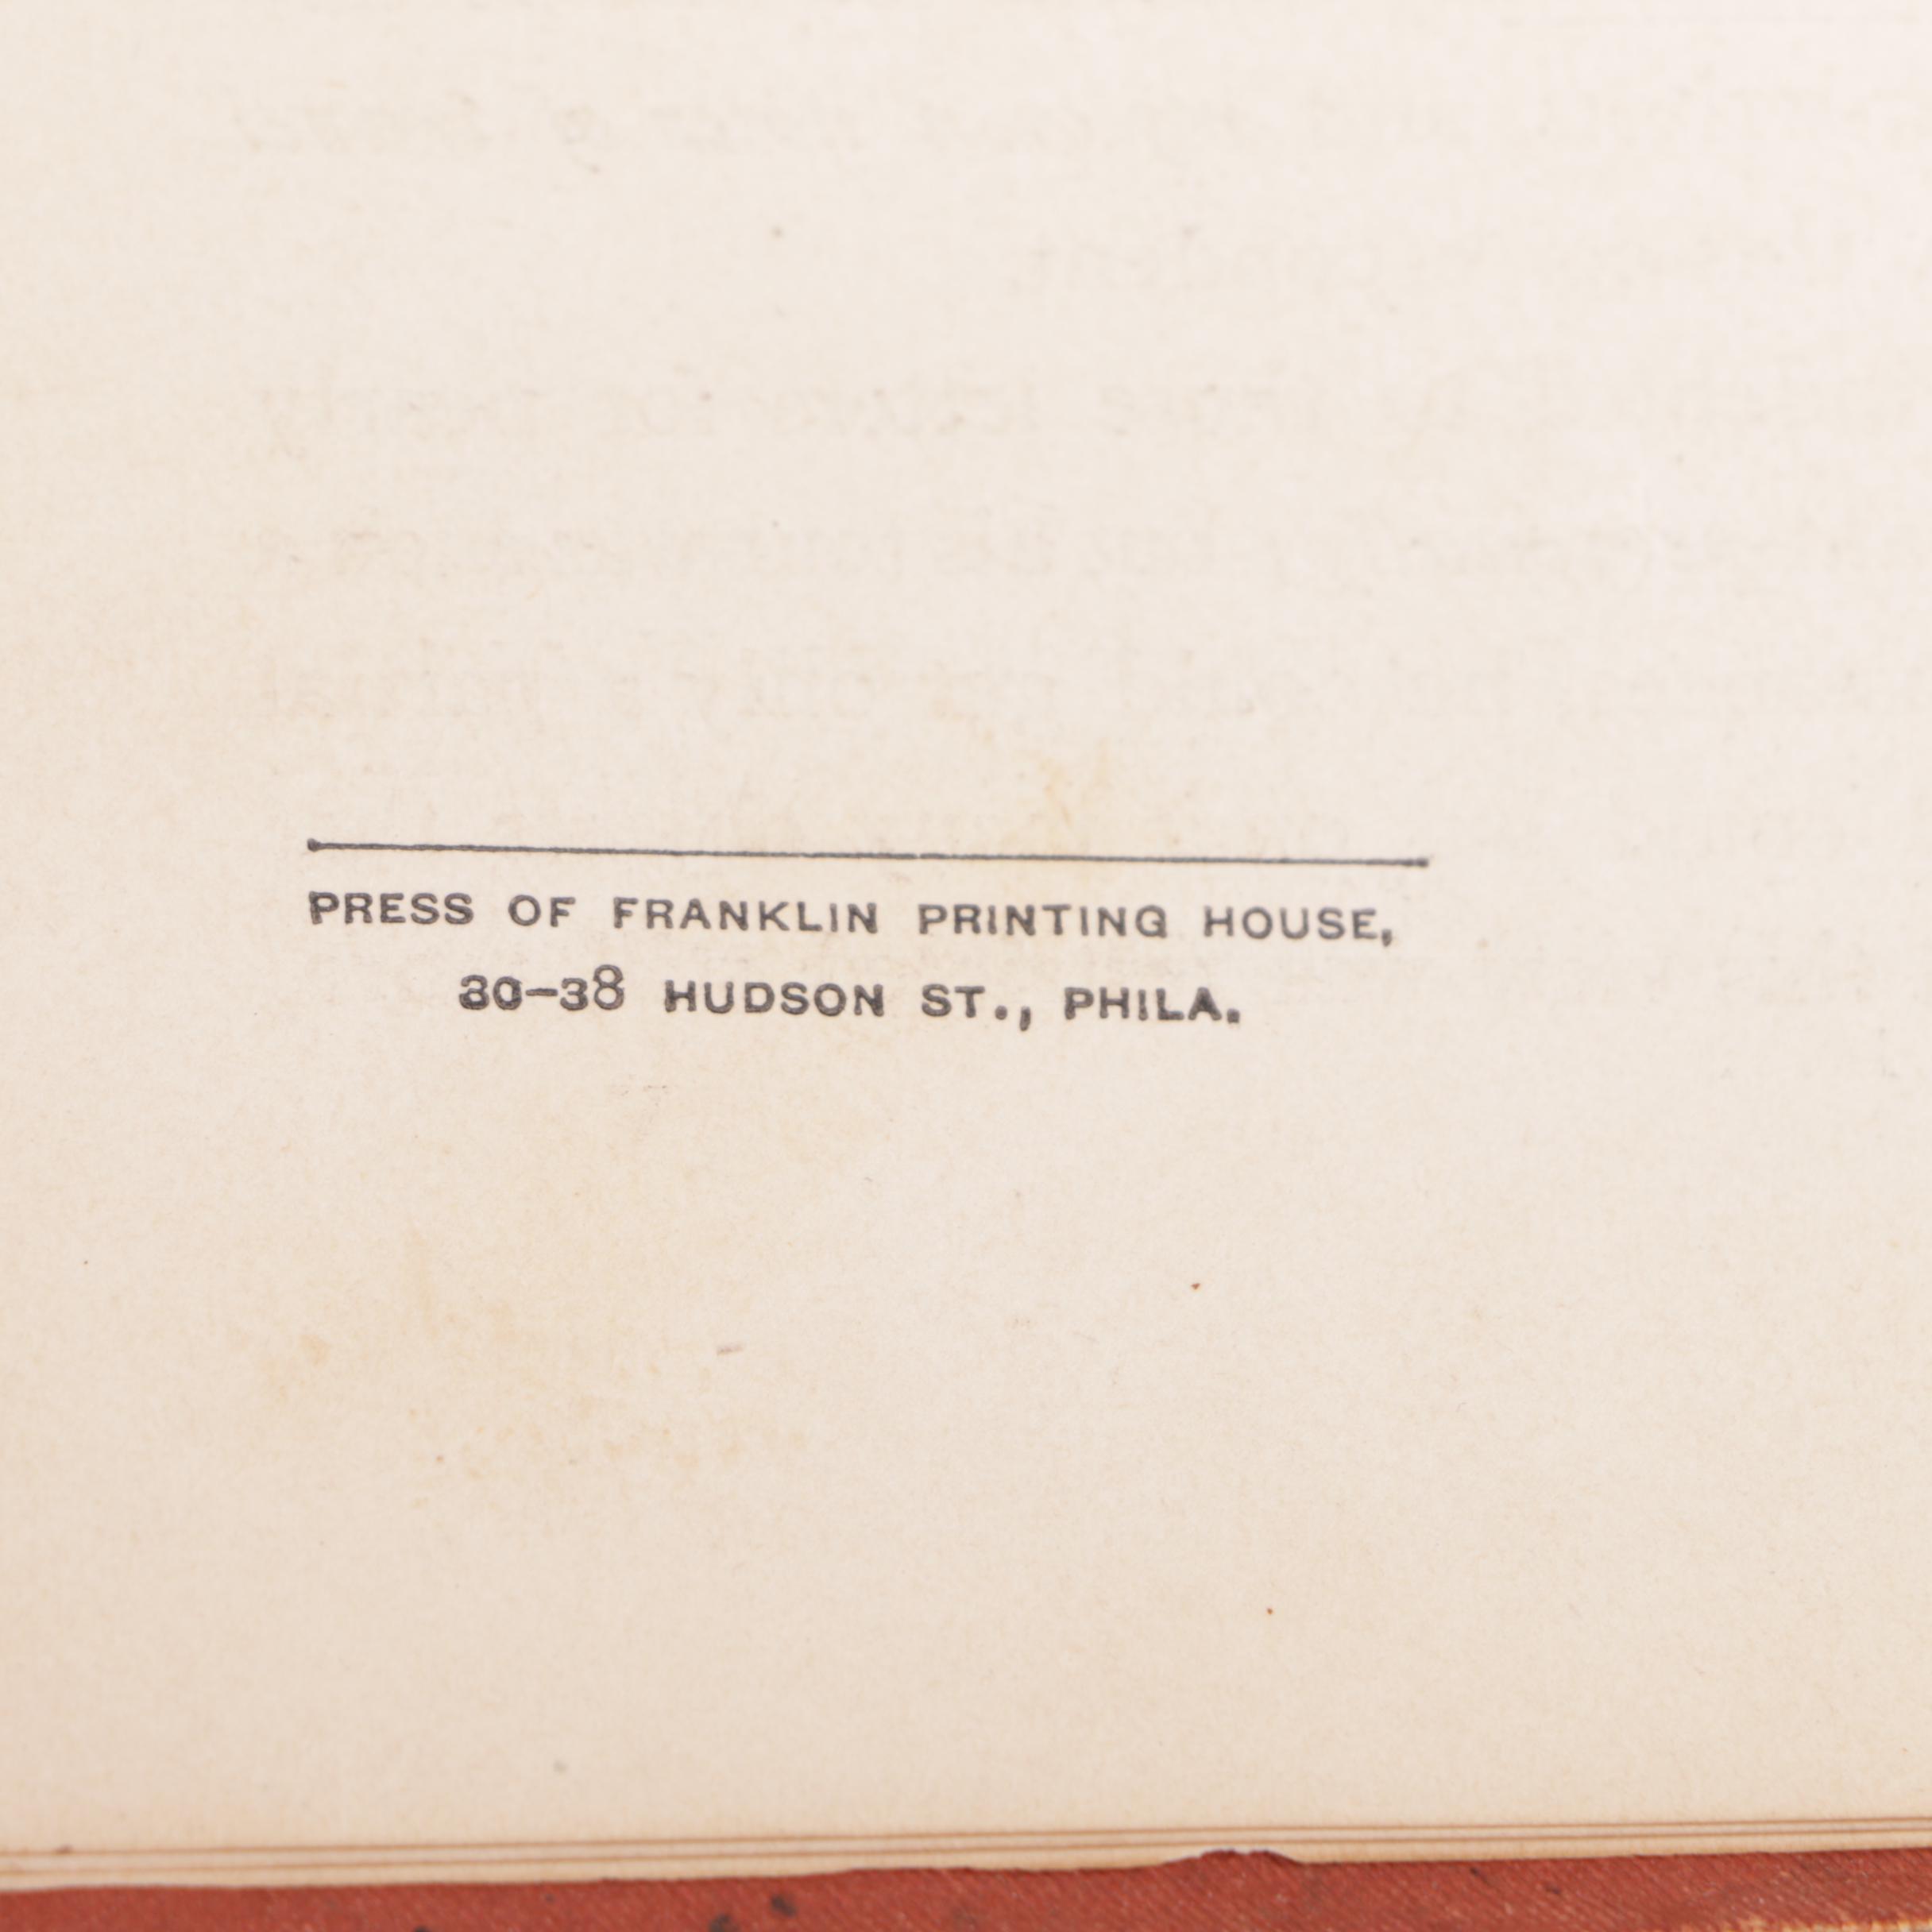 PRESS OF FRANKLIN PRINTING HOUSE,
30-38 HUDSON ST., PHILA.